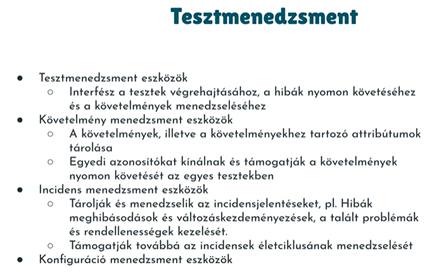 Tesztmenedzsment
● Tesztmenedzsment eszközök
○ Interfész a tesztek végrehajtásához, a hibák nyomon követéséhez
és a követelmények menedzseléséhez
● Követelmény menedzsment eszközök
○ A követelmények, illetve a követelményekhez tartozó attribútumok
tárolása
○ Egyedi azonosítókat kínálnak és támogatják a követelmények
nyomon követését az egyes tesztekben
● Incidens menedzsment eszközök
○ Tárolják és menedzselik az incidensjelentéseket, pl. Hibák
meghibásodások és változáskezdeményezések, a talált problémák
és rendellenességek kezelését.
○ Támogatják továbbá az incidensek életciklusának menedzselését
● Konfiguráció menedzsment eszközök